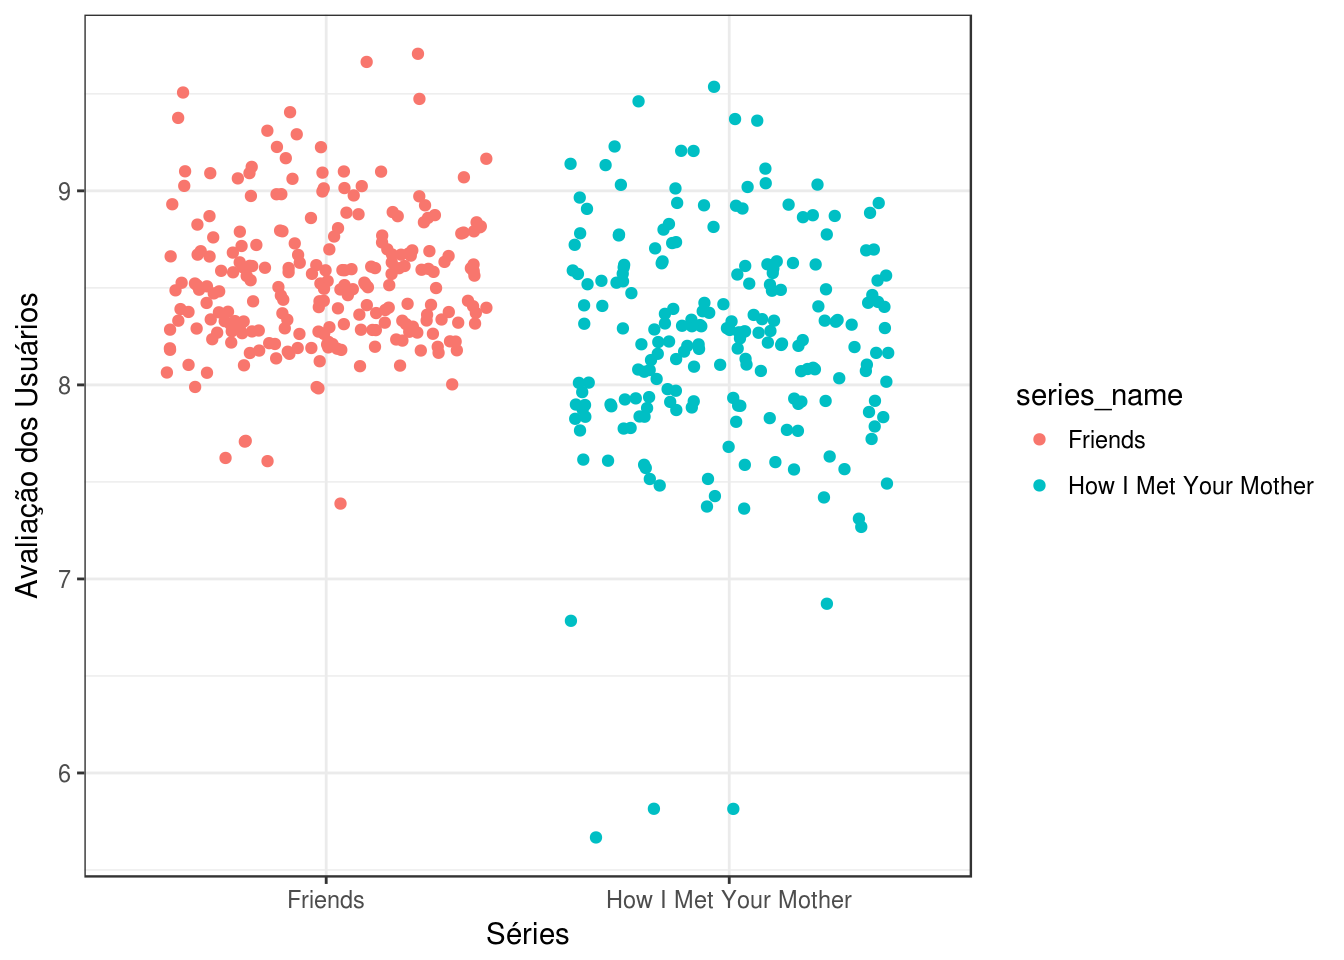 Avaliação dos Usuários
9
8
7
6
Friends
How I Met Your Mother
Séries
series_name
Friends
How I Met Your Mother